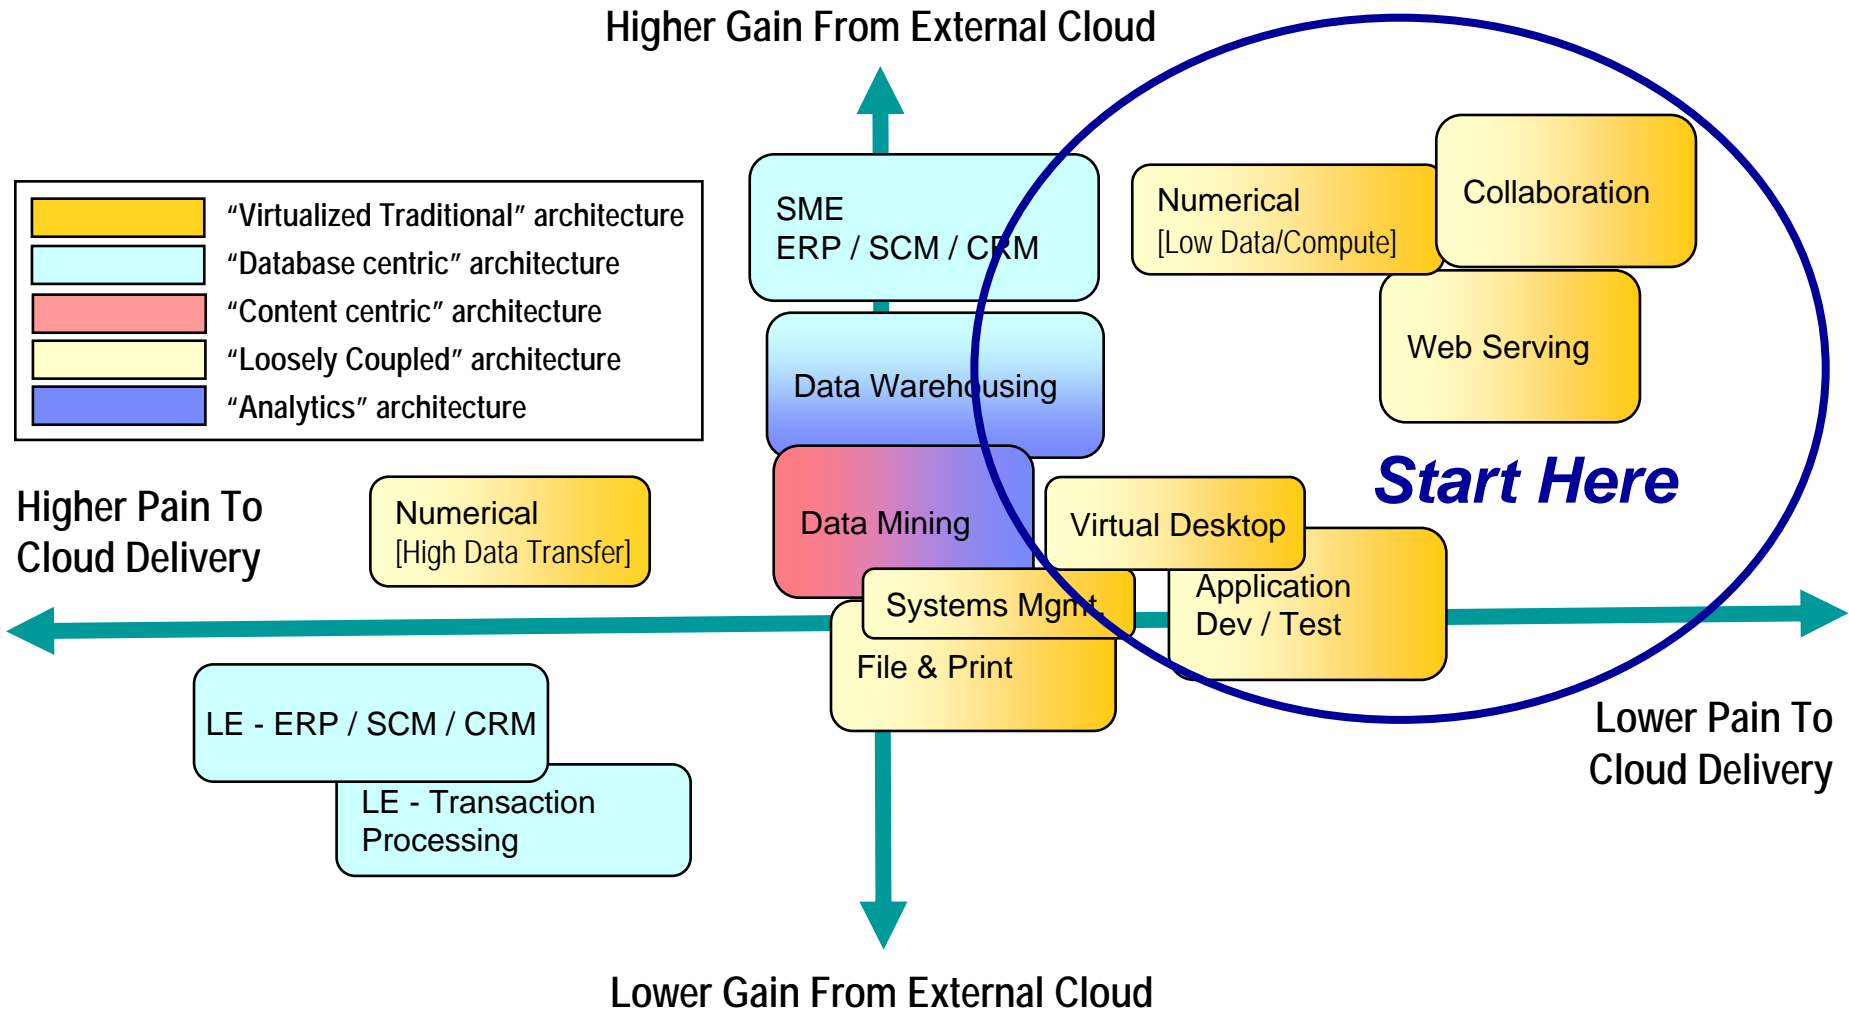 Higher Gain From External Cloud
“Virtualized Traditional” architecture
“Database centric” architecture
“Content centric” architecture
“Loosely Coupled” architecture
“Analytics” architecture
SME
ERP / SCM / CRM
Numerical
[Low Data/Compute]
Collaboration
Data Warehousing
Web Serving
Start Here
Higher Pain To
Cloud Delivery
Numerical
[High Data Transfer]
Data Mining
Virtual Desktop
Systems Mgmt.
Application
Dev / Test
File & Print
LE - ERP / SCM / CRM
LE - Transaction
Processing
Lower Pain To
Cloud Delivery
Lower Gain From External Cloud